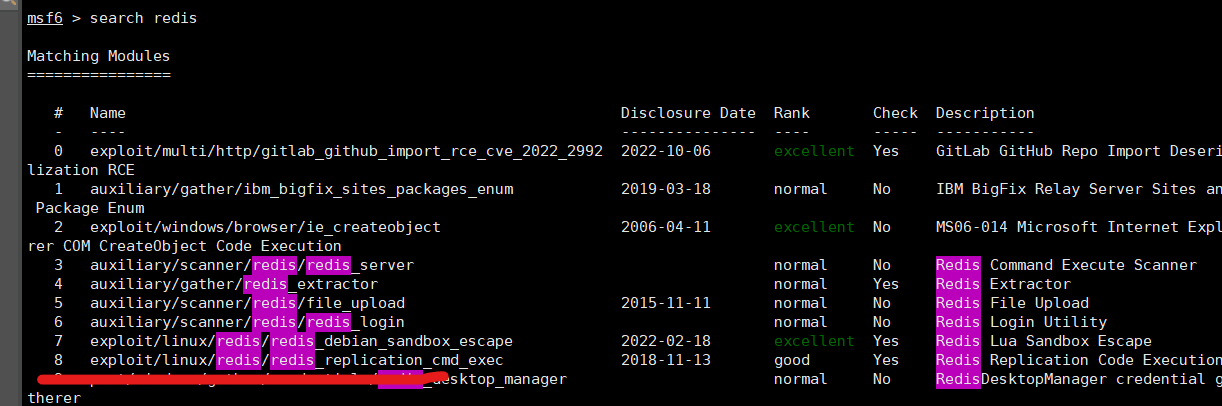 msf6 > search redis
Matching Modules
================
# Name Disclosure Date Rank Check Description
- ---- --------------- ---- ----- -----------
0 exploit/multi/http/gitlab_github_import_rce_cve_2022_2992 2022-10-06 excellent Yes GitLab GitHub Repo Import Deseri
lization RCE
1 auxiliary/gather/ibm_bigfix_sites_packages_enum 2019-03-18 normal No IBM BigFix Relay Server Sites an
Package Enum
2 exploit/windows/browser/ie_createobject 2006-04-11 excellent No MS06-014 Microsoft Internet Expl
rer COM CreateObject Code Execution
3 auxiliary/scanner/redis/redis_server normal No Redis Command Execute Scanner
4 auxiliary/gather/redis_extractor normal Yes Redis Extractor
5 auxiliary/scanner/redis/file_upload 2015-11-11 normal No Redis File Upload
6 auxiliary/scanner/redis/redis_login normal No Redis Login Utility
7 exploit/linux/redis/redis_debian_sandbox_escape 2022-02-18 excellent Yes Redis Lua Sandbox Escape
8 exploit/linux/redis/redis_replication_cmd_exec 2018-11-13 good Yes Redis Replication Code Execution
_desktop_manager normal No RedisDesktopManager credential g
therer